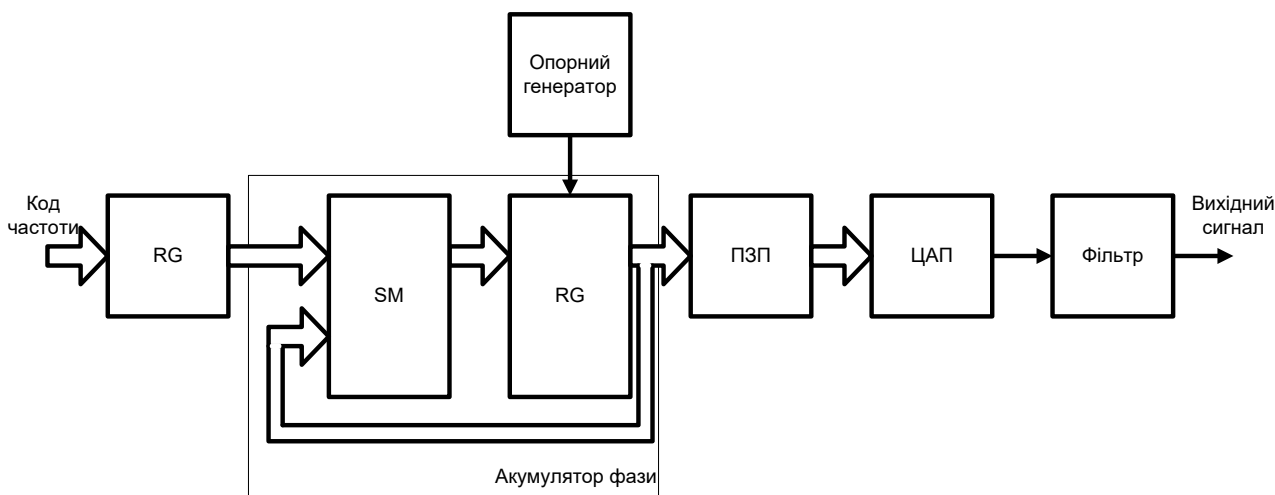 Опорний
генератор
Код
частоти
RG
SM
RG
ПЗП
ЦАП
Фільтр
Вихідний
сигнал
Акумулятор фази